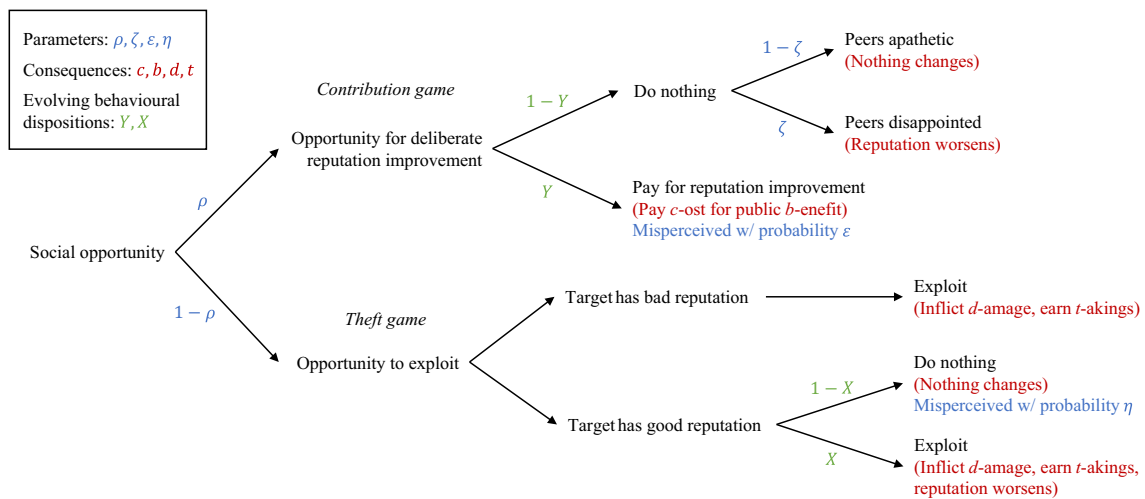 Parameters: ρ, ζ, ε, η
Consequences: c, b, d, t
Evolving behavioural
dispositions: Y, X
Contribution game
Opportunity for deliberate
reputation improvement
1 − Y
Do nothing
1 − ζ
Peers apathetic
(Nothing changes)
ζ
Peers disappointed
(Reputation worsens)
Y
Pay for reputation improvement
(Pay c-ost for public b-enefit)
Misperceived w/ probability ε
ρ
Social opportunity
1 − ρ
Theft game
Opportunity to exploit
Target has bad reputation
Exploit
(Inflict d-amage, earn t-akings)
Target has good reputation
1 − X
Do nothing
(Nothing changes)
Misperceived w/ probability η
X
Exploit
(Inflict d-amage, earn t-akings,
reputation worsens)